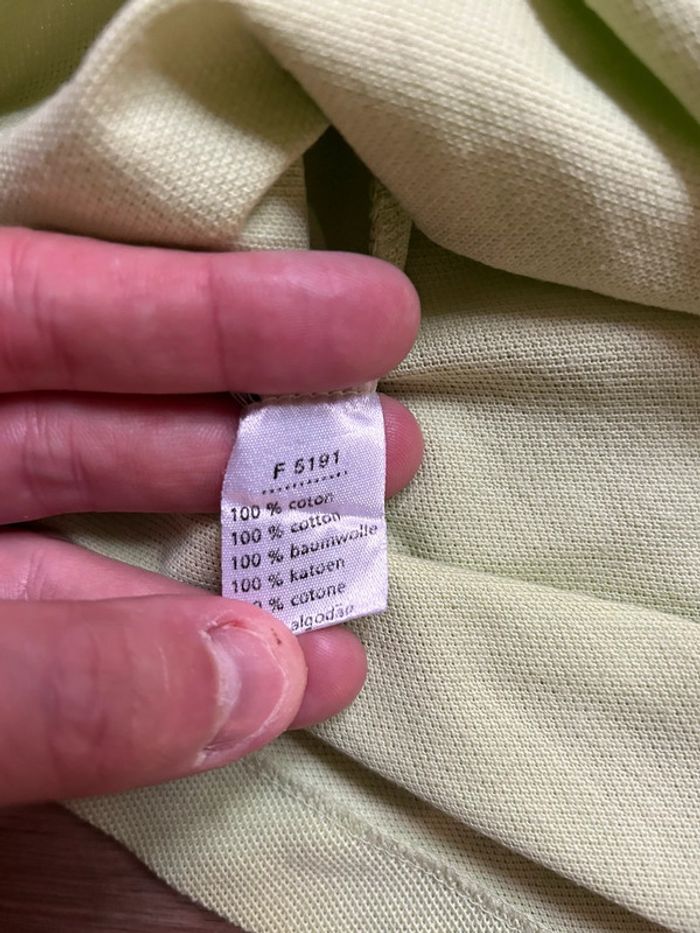 F 5191
100 % coton
100 % cotton
100 % baumwolle
100 % katoen
% cotone
algodão